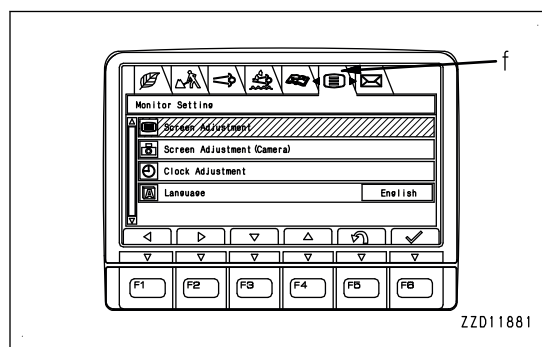 f
Monitor Setting
Screen Adjustment
Screen Adjustment(Camera)
Clock Adjustment
A Language English
F1 F2 F3 F4 F5 F6
ZZD11881